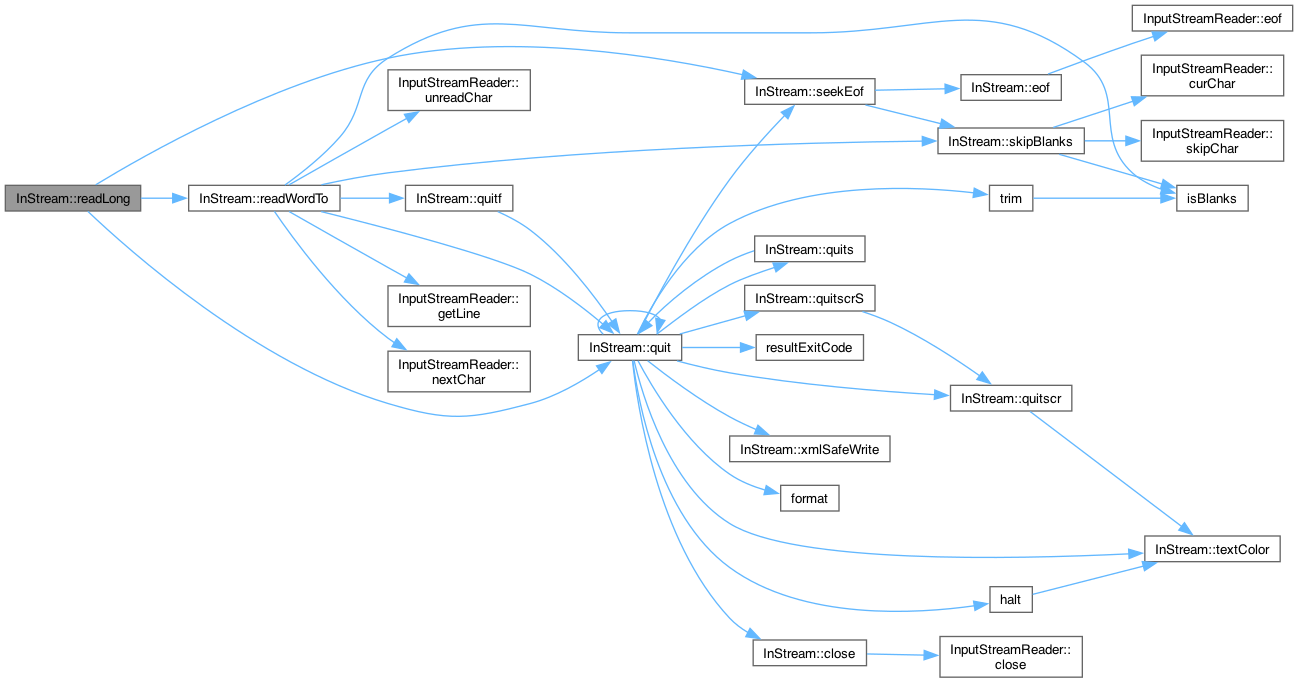 InStream::readLong
InStream::readWordTo
InputStreamReader::
unreadChar
InStream::quitf
InputStreamReader::
getLine
InputStreamReader::
nextChar
InStream::quit
InStream::seekEof
InStream::quits
InStream::quitscrS
resultExitCode
InStream::xmlSafeWrite
format
InStream::close
InStream::eof
InStream::skipBlanks
trim
InStream::quitscr
halt
InputStreamReader::
close
InputStreamReader::eof
InputStreamReader::
curChar
InputStreamReader::
skipChar
isBlanks
InStream::textColor